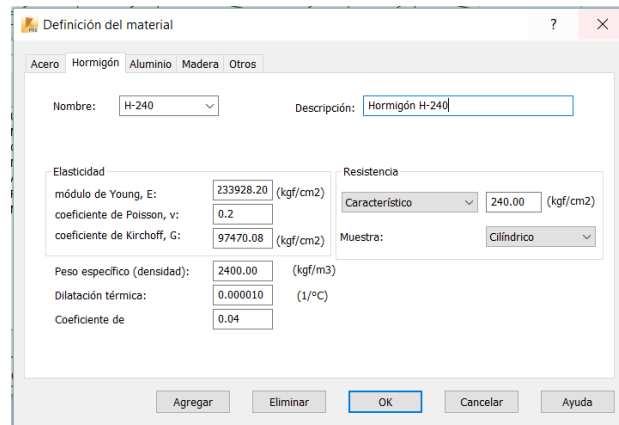 Definición del material ?
Acero Hormigón Aluminio Madera Otros
Nombre: H-240 Descripción: Hormigón H-240
Elasticidad
módulo de Young, E: 233928.20 (kgf/cm2)
coeficiente de Poisson, v: 0.2
coeficiente de Kirchoff, G: 97470.08 (kgf/cm2)
Resistencia
Característico 240.00 (kgf/cm2)
Muestra: Cilíndrico
Peso específico (densidad): 2400.00 (kgf/m3)
Dilatación térmica: 0.000010 (1/°C)
Coeficiente de 0.04
Agregar Eliminar OK Cancelar Ayuda